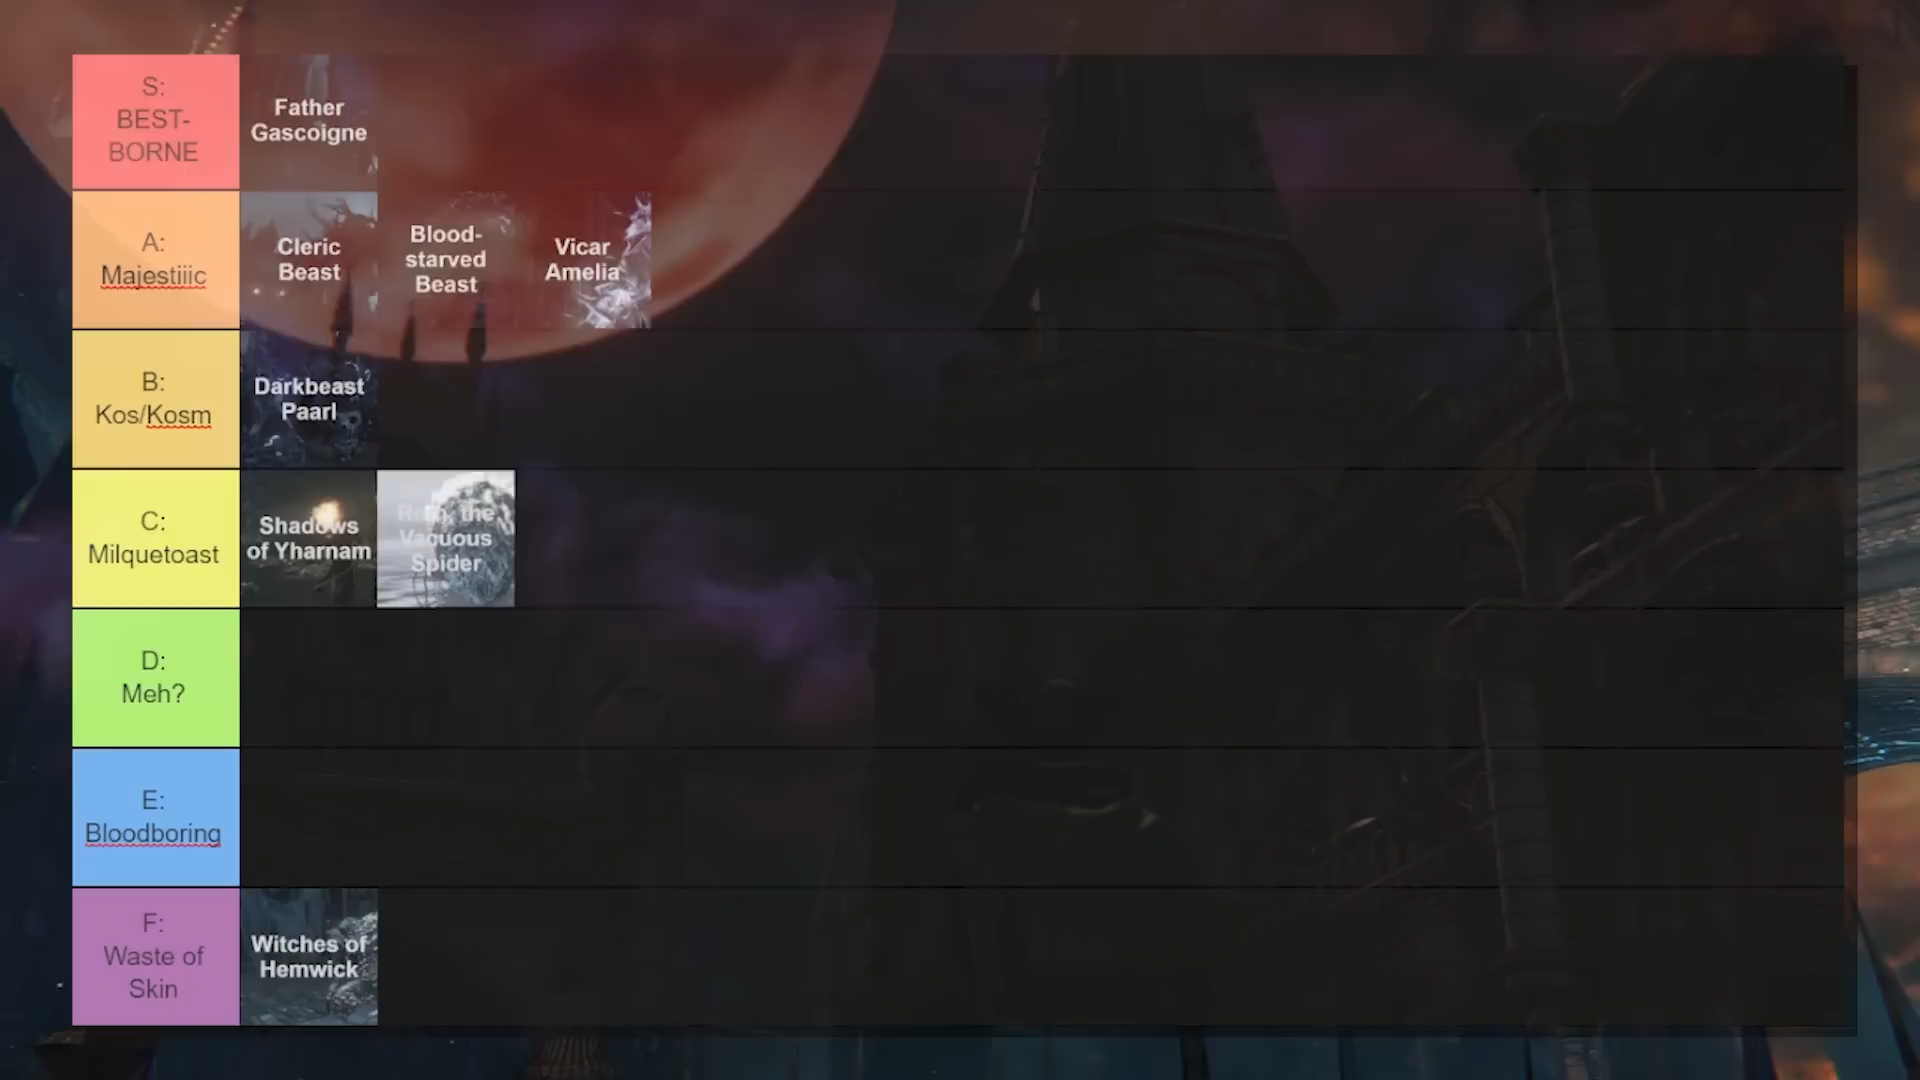 S:
BEST-
BORNE
Father
Gascoigne
A:
Majestiiic
Cleric
Beast
Blood-
starved
Beast
Vicar
Amelia
B:
Kos/Kosm
Darkbeast
Paarl
C:
Milquetoast
Shadows
of Yharnam
Rom, the
Vacuous
Spider
D:
Meh?
E:
Bloodboring
F:
Waste of
Skin
Witches of
Hemwick